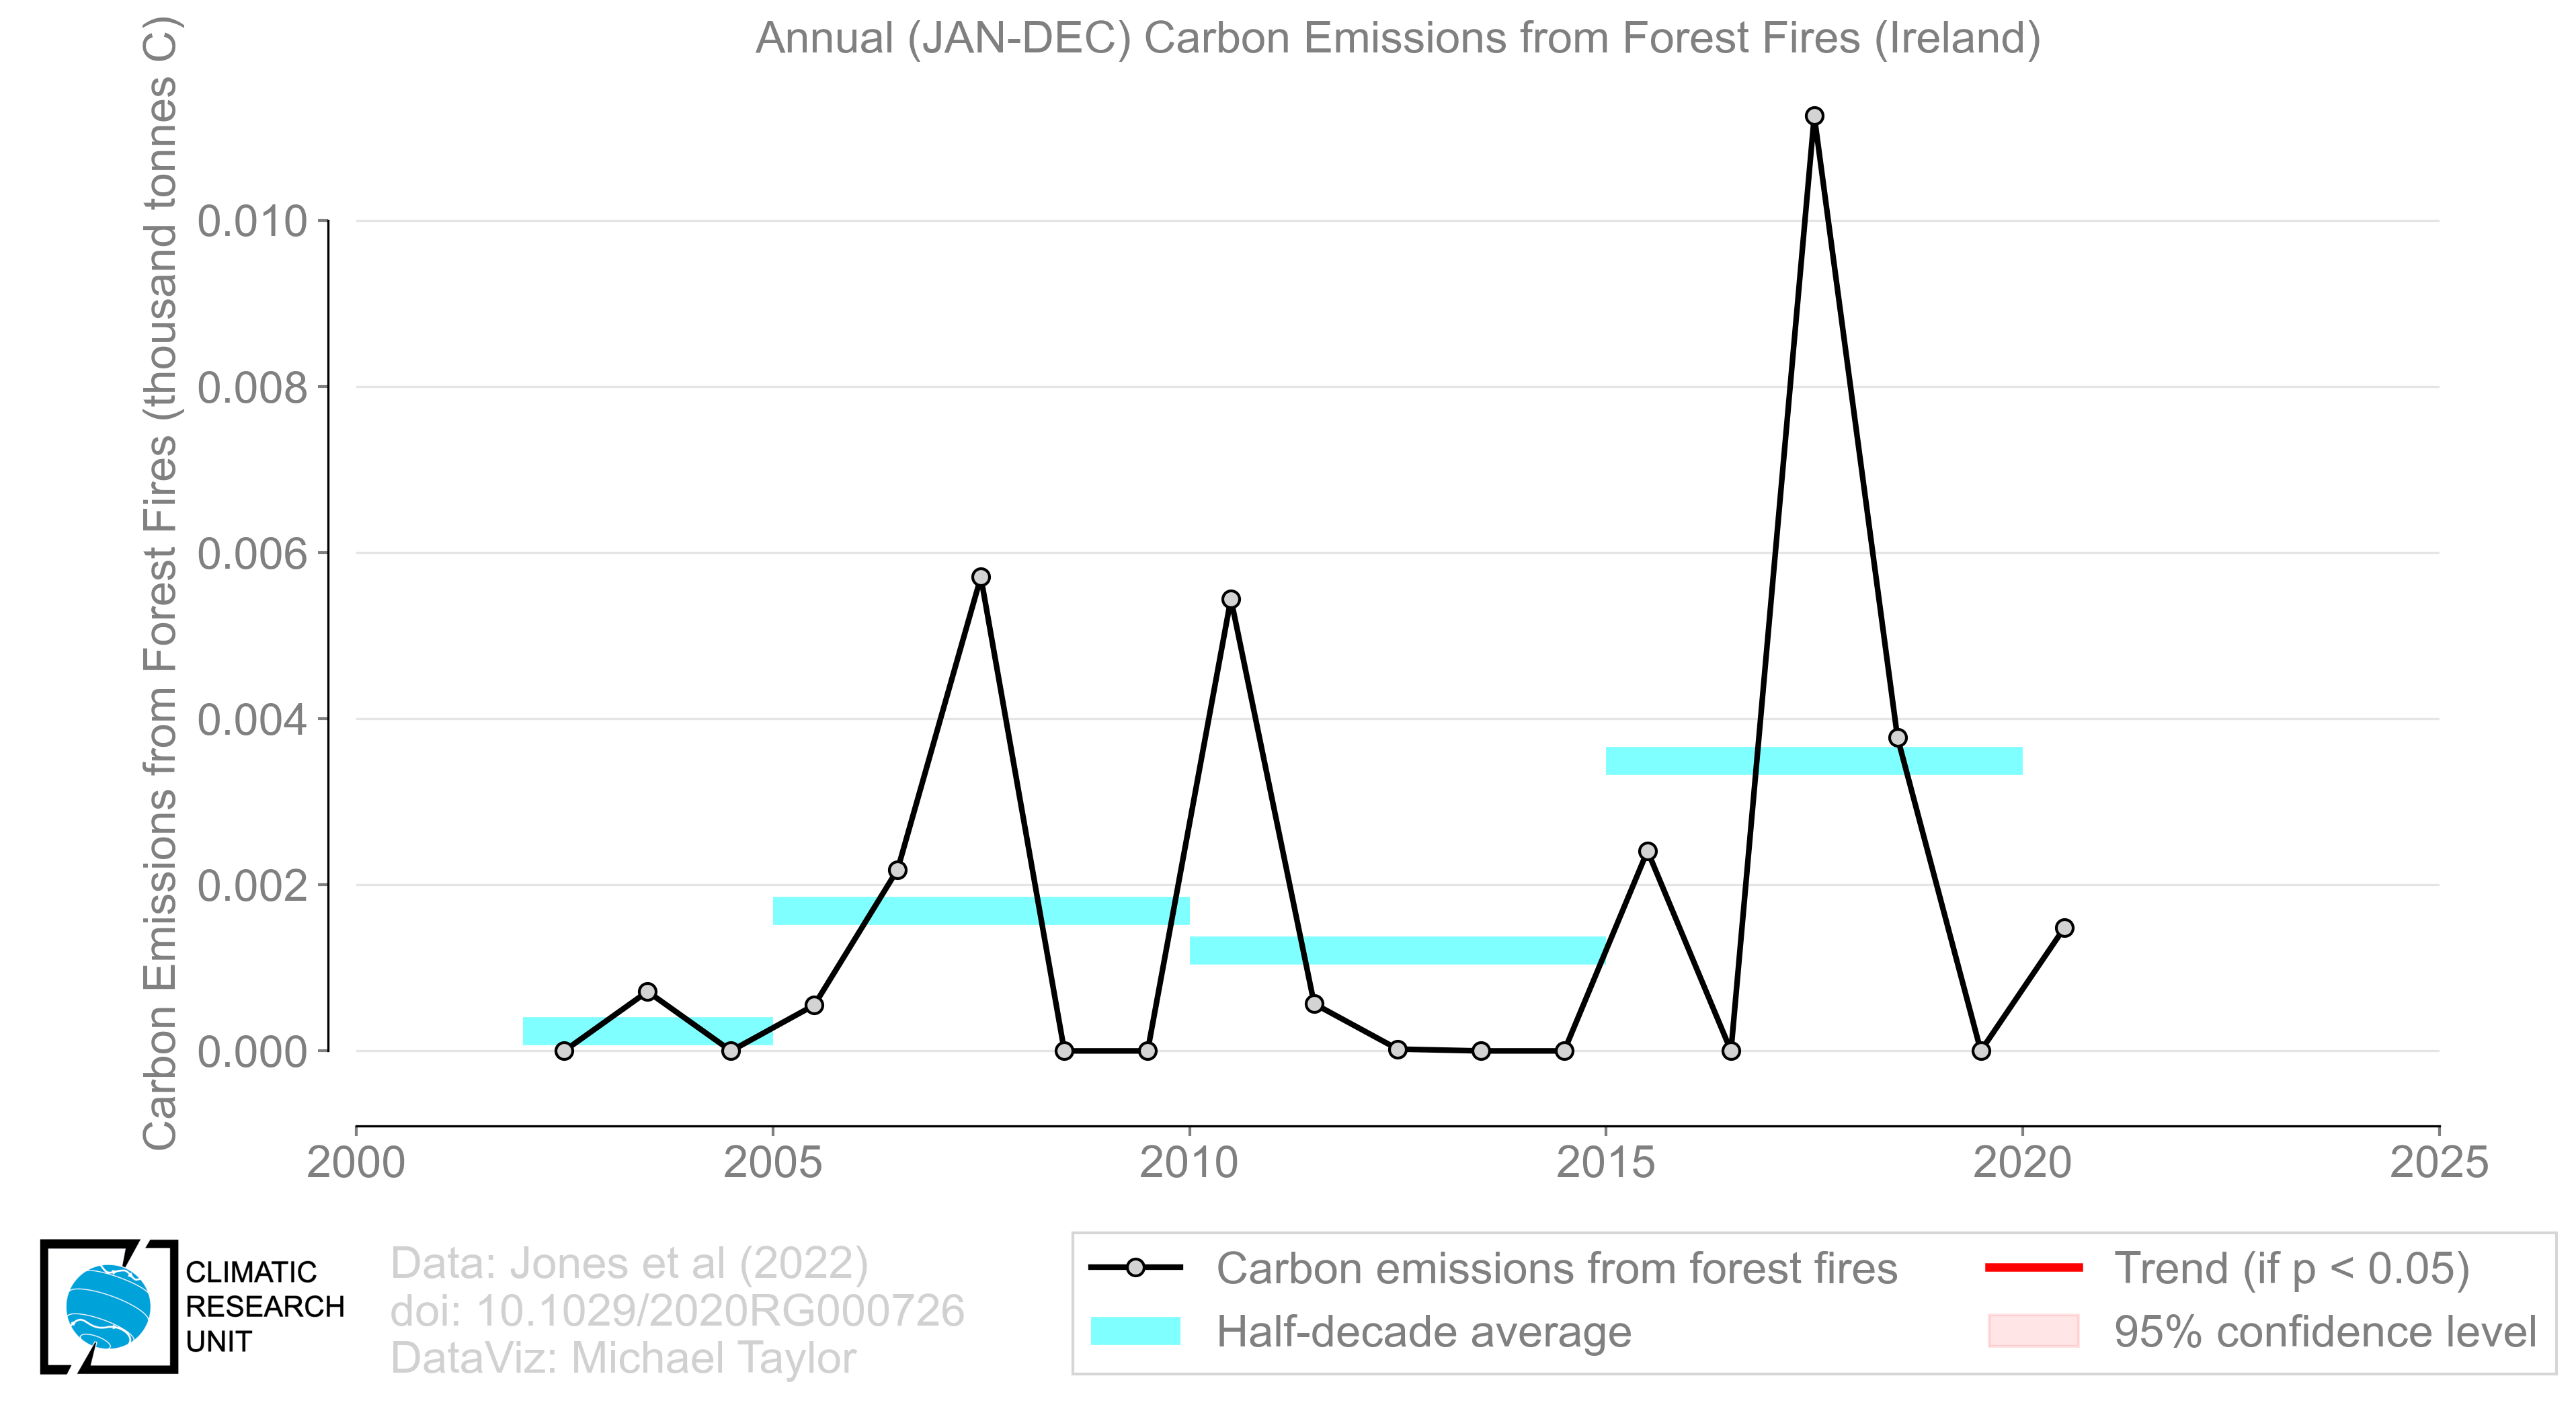 Annual (JAN-DEC) Carbon Emissions from Forest Fires (Ireland)
Carbon Emissions from Forest Fires (thousand tonnes C)
0.010
0.008
0.006
0.004
0.002
0.000
2000
2005
2010
2015
2020
2025
CLIMATIC
RESEARCH
UNIT
Data: Jones et al (2022)
doi: 10.1029/2020RG000726
DataViz: Michael Taylor
Carbon emissions from forest fires
Half-decade average
Trend (if p < 0.05)
95% confidence level